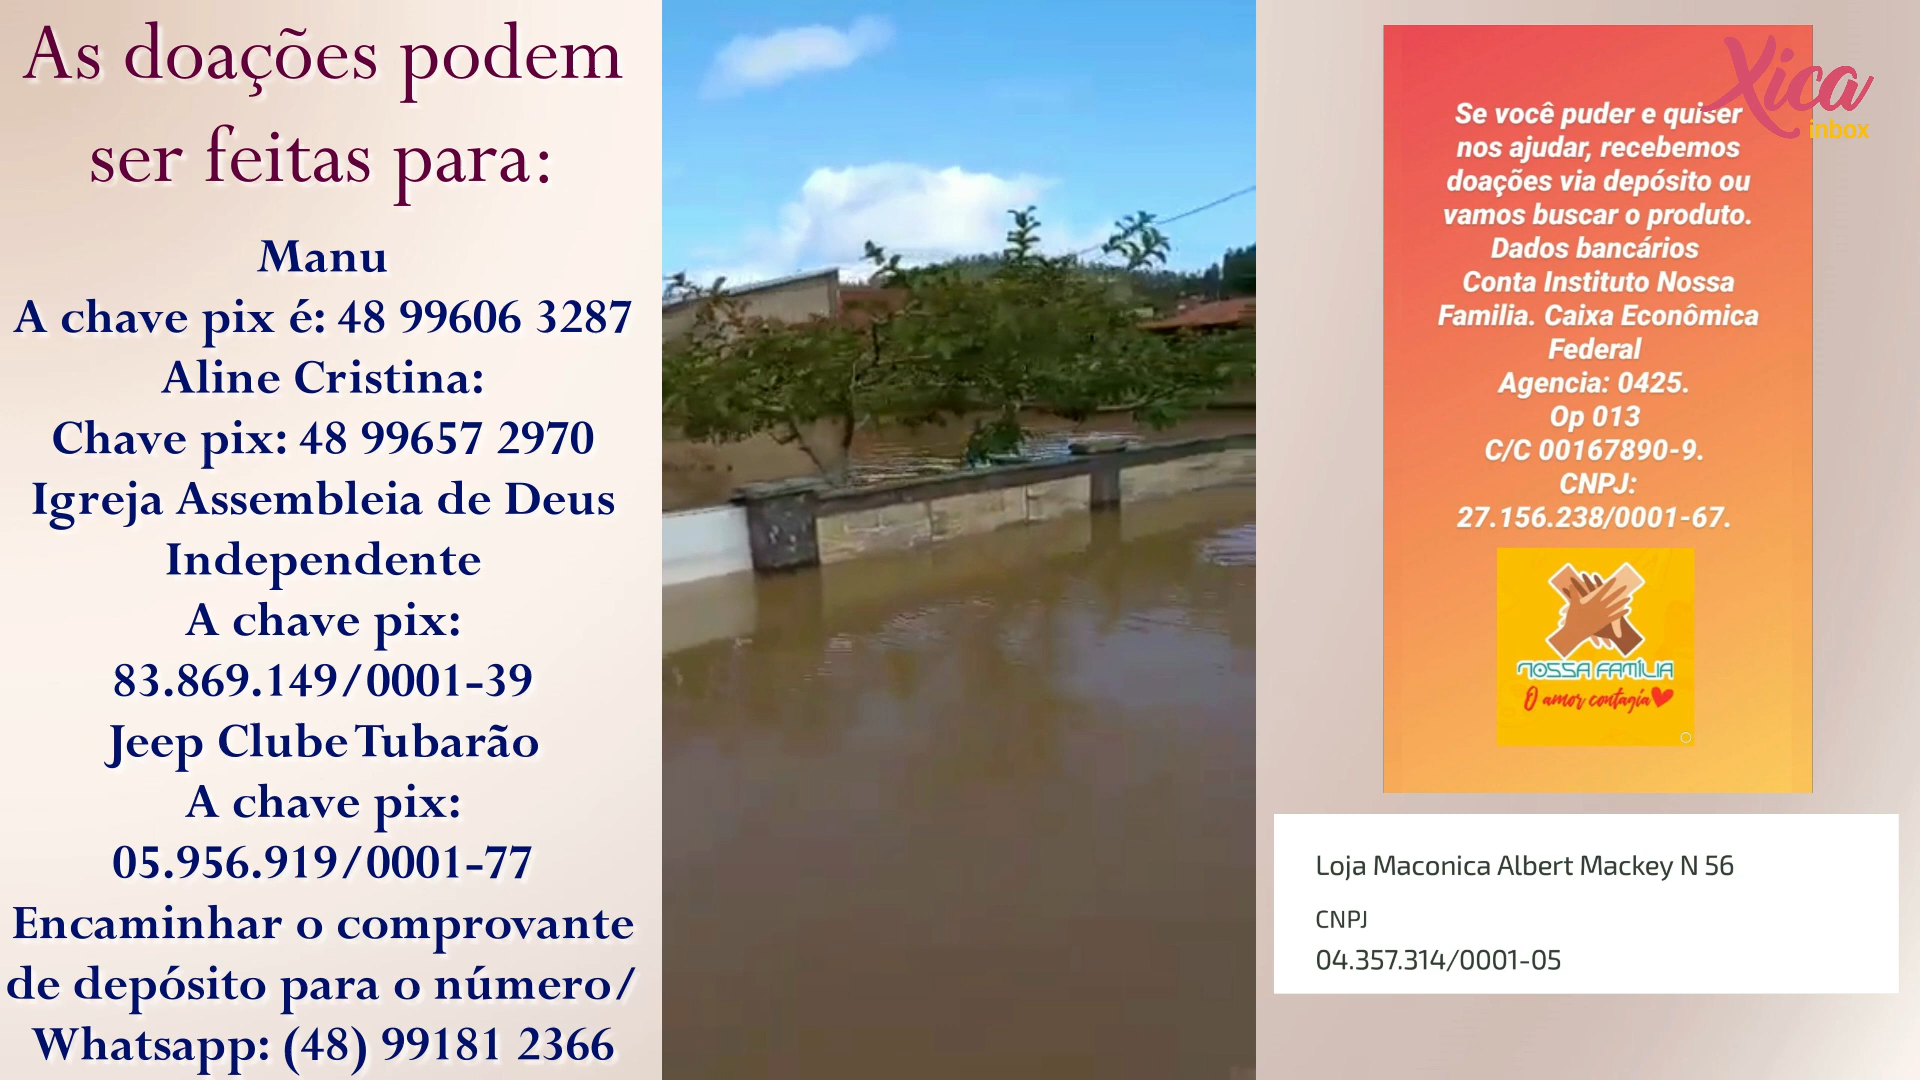 As doações podem
ser feitas para:
Manu
A chave pix é: 48 99606 3287
Aline Cristina:
Chave pix: 48 99657 2970
Igreja Assembleia de Deus
Independente
A chave pix:
83.869.149/0001-39
Jeep Clube Tubarão
A chave pix:
05.956.919/0001-77
Encaminhar o comprovante
de depósito para o número/
Whatsapp: (48) 99181 2366
Xica
inbox
Se você puder e quiser
nos ajudar, recebemos
doações via depósito ou
vamos buscar o produto.
Dados bancários
Conta Instituto Nossa
Familia. Caixa Econômica
Federal
Agencia: 0425.
Op 013
C/C 00167890-9.
CNPJ:
27.156.238/0001-67.
NOSSA FAMÍLIA
O amor contagia
Loja Maconica Albert Mackey N 56
CNPJ
04.357.314/0001-05